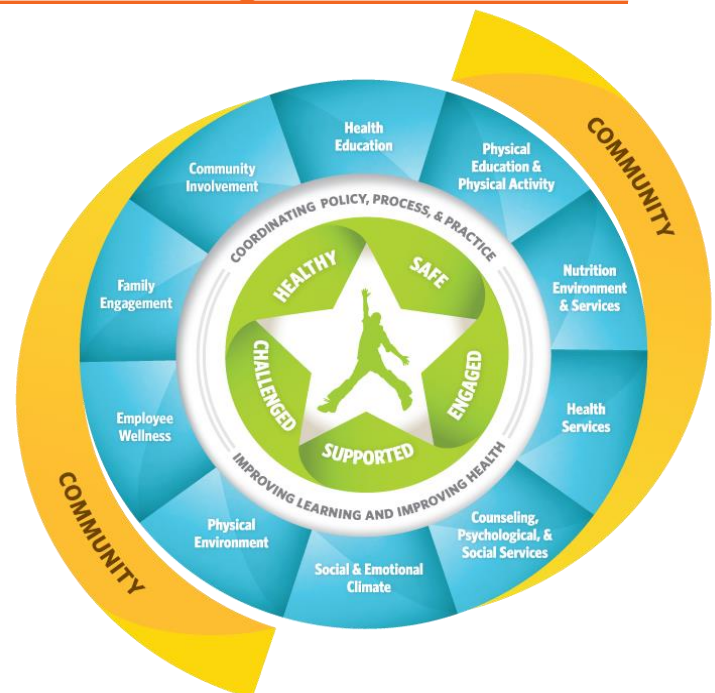 COMMUNITY
Health
Education
Physical
Education &
Physical Activity
Nutrition
Environment
& Services
Health
Services
Counseling,
Psychological, &
Social Services
Social & Emotional
Climate
Physical
Environment
Employee
Wellness
Family
Engagement
Community
Involvement
COORDINATING POLICY, PROCESS, & PRACTICE
IMPROVING LEARNING AND IMPROVING HEALTH
HEALTHY
SAFE
ENGAGED
SUPPORTED
CHALLENGED
COMMUNITY